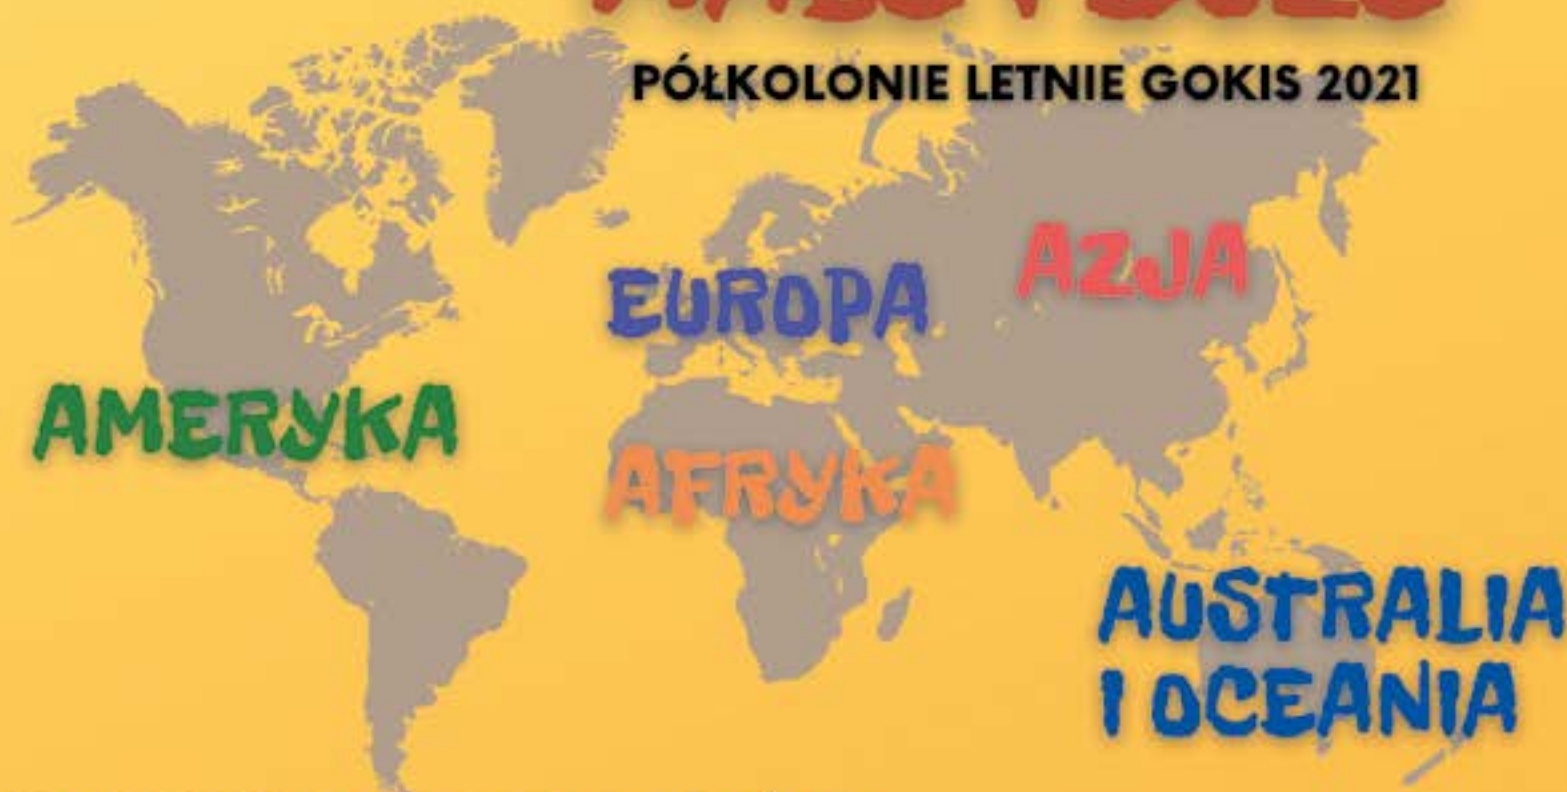 PÓŁKOLONIE LETNIE GOKIS 2021
AZJA
EUROPA
AMERYKA
AFRYKA
AUSTRALIA
I OCEANIA